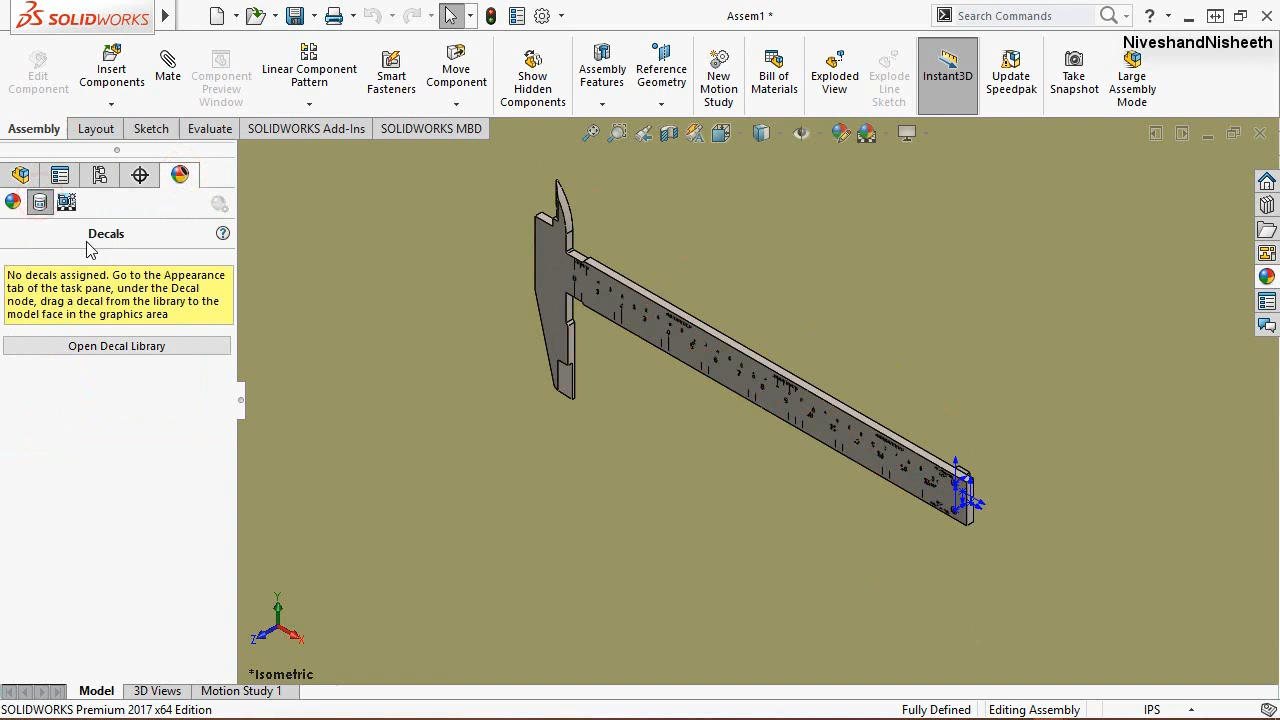 SOLIDWORKS
Assem1 *
Search Commands
NiveshandNisheeth
Edit
Component
Insert
Components
Mate
Component
Preview
Window
Linear Component
Pattern
Smart
Fasteners
Move
Component
Show
Hidden
Components
Assembly
Features
Reference
Geometry
New
Motion
Study
Bill of
Materials
Exploded
View
Explode
Line
Sketch
Instant3D
Update
Speedpak
Take
Snapshot
Large
Assembly
Mode
Assembly
Layout
Sketch
Evaluate
SOLIDWORKS Add-Ins
SOLIDWORKS MBD
Decals
No decals assigned. Go to the Appearance
tab of the task pane, under the Decal
node, drag a decal from the library to the
model face in the graphics area
Open Decal Library
Y
Z
X
*Isometric
Model
3D Views
Motion Study 1
SOLIDWORKS Premium 2017 x64 Edition
Fully Defined
Editing Assembly
IPS